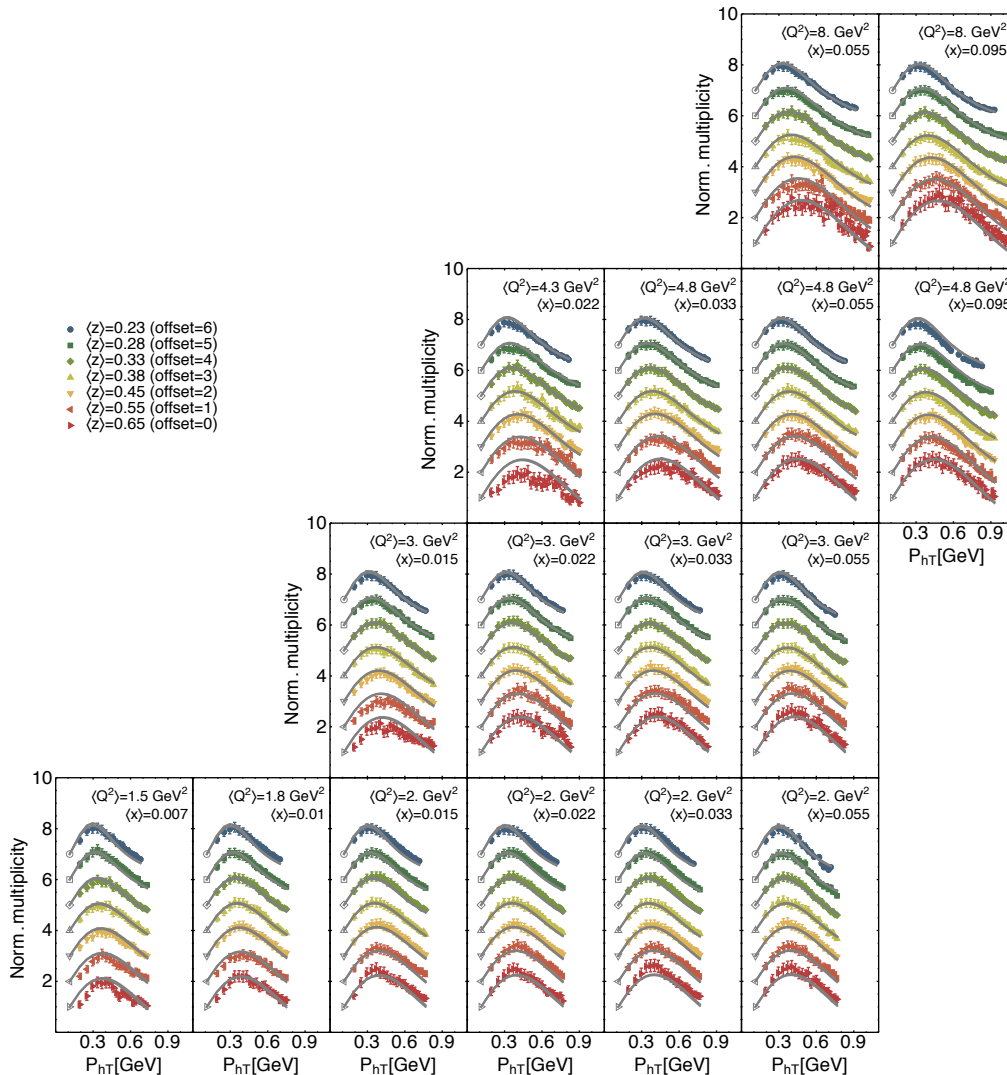 10
8
6
4
2
Norm. multiplicity
⟨Q²⟩=8. GeV²
⟨x⟩=0.055
⟨Q²⟩=8. GeV²
⟨x⟩=0.095
10
8
6
4
2
Norm. multiplicity
⟨Q²⟩=4.3 GeV²
⟨x⟩=0.022
⟨Q²⟩=4.8 GeV²
⟨x⟩=0.033
⟨Q²⟩=4.8 GeV²
⟨x⟩=0.055
⟨Q²⟩=4.8 GeV²
⟨x⟩=0.095
0.3 0.6 0.9
P_hT[GeV]
⟨z⟩=0.23 (offset=6)
⟨z⟩=0.28 (offset=5)
⟨z⟩=0.33 (offset=4)
⟨z⟩=0.38 (offset=3)
⟨z⟩=0.45 (offset=2)
⟨z⟩=0.55 (offset=1)
⟨z⟩=0.65 (offset=0)
10
8
6
4
2
Norm. multiplicity
⟨Q²⟩=3. GeV²
⟨x⟩=0.015
⟨Q²⟩=3. GeV²
⟨x⟩=0.022
⟨Q²⟩=3. GeV²
⟨x⟩=0.033
⟨Q²⟩=3. GeV²
⟨x⟩=0.055
10
8
6
4
2
Norm. multiplicity
⟨Q²⟩=1.5 GeV²
⟨x⟩=0.007
⟨Q²⟩=1.8 GeV²
⟨x⟩=0.01
⟨Q²⟩=2. GeV²
⟨x⟩=0.015
⟨Q²⟩=2. GeV²
⟨x⟩=0.022
⟨Q²⟩=2. GeV²
⟨x⟩=0.033
⟨Q²⟩=2. GeV²
⟨x⟩=0.055
0.3 0.6 0.9
P_hT[GeV]
0.3 0.6 0.9
P_hT[GeV]
0.3 0.6 0.9
P_hT[GeV]
0.3 0.6 0.9
P_hT[GeV]
0.3 0.6 0.9
P_hT[GeV]
0.3 0.6 0.9
P_hT[GeV]